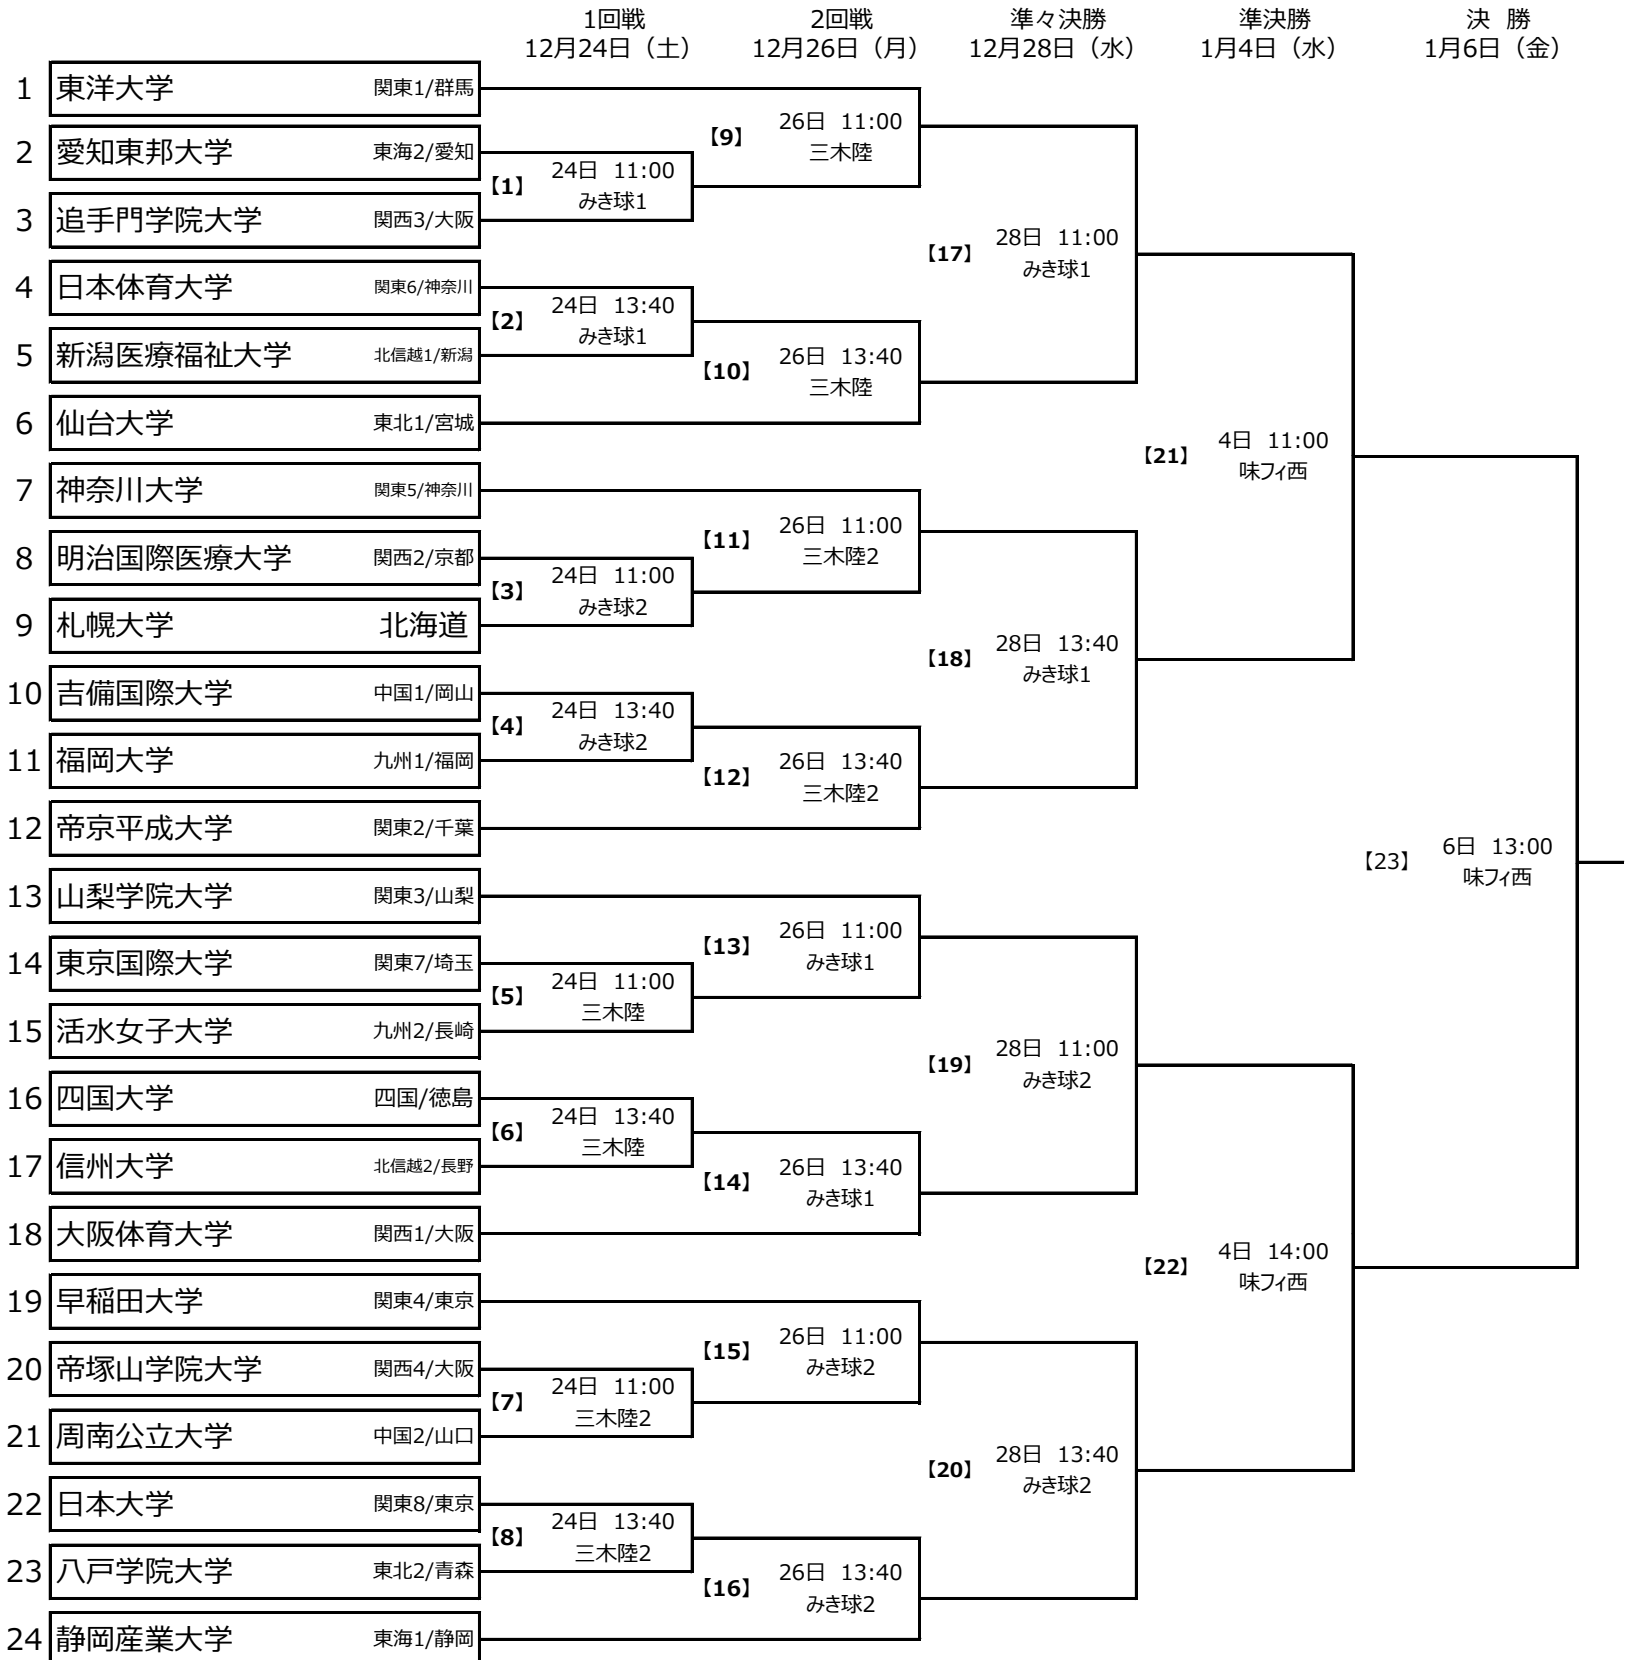 1回戦 2回戦 準々決勝 準決勝 決 勝
12月24日（土） 12月26日（月） 12月28日（水） 1月4日（水） 1月6日（金）
1 東洋大学 関東1/群馬
【9】 26日 11:00
三木陸
2 愛知東邦大学 東海2/愛知
【1】 24日 11:00
みき球1
3 追手門学院大学 関西3/大阪
【17】 28日 11:00
みき球1
4 日本体育大学 関東6/神奈川
【2】 24日 13:40
みき球1
5 新潟医療福祉大学 北信越1/新潟
【10】 26日 13:40
三木陸
6 仙台大学 東北1/宮城
【21】 4日 11:00
味フィ西
7 神奈川大学 関東5/神奈川
【11】 26日 11:00
三木陸2
8 明治国際医療大学 関西2/京都
【3】 24日 11:00
みき球2
9 札幌大学 北海道
【18】 28日 13:40
みき球1
10 吉備国際大学 中国1/岡山
【4】 24日 13:40
みき球2
11 福岡大学 九州1/福岡
【12】 26日 13:40
三木陸2
12 帝京平成大学 関東2/千葉
【23】 6日 13:00
味フィ西
13 山梨学院大学 関東3/山梨
【13】 26日 11:00
みき球1
14 東京国際大学 関東7/埼玉
【5】 24日 11:00
三木陸
15 活水女子大学 九州2/長崎
【19】 28日 11:00
みき球2
16 四国大学 四国/徳島
【6】 24日 13:40
三木陸
17 信州大学 北信越2/長野
【14】 26日 13:40
みき球1
18 大阪体育大学 関西1/大阪
【22】 4日 14:00
味フィ西
19 早稲田大学 関東4/東京
【15】 26日 11:00
みき球2
20 帝塚山学院大学 関西4/大阪
【7】 24日 11:00
三木陸2
21 周南公立大学 中国2/山口
【20】 28日 13:40
みき球2
22 日本大学 関東8/東京
【8】 24日 13:40
三木陸2
23 八戸学院大学 東北2/青森
【16】 26日 13:40
みき球2
24 静岡産業大学 東海1/静岡